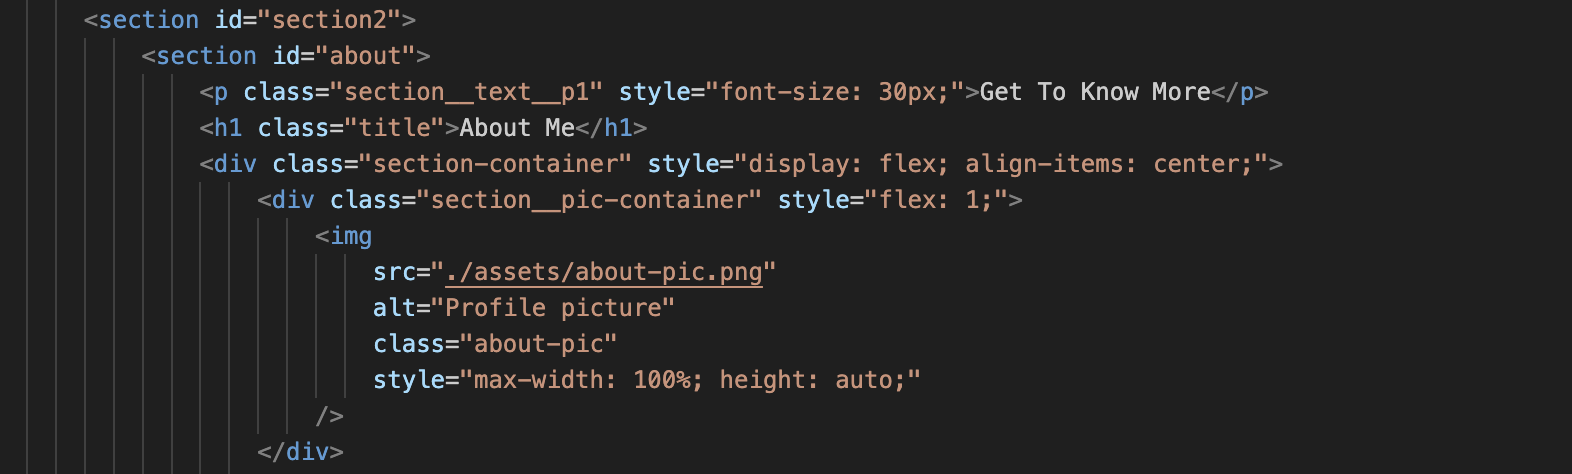 <section id="section2">
<section id="about">
<p class="section__text__p1" style="font-size: 30px;">Get To Know More</p>
<h1 class="title">About Me</h1>
<div class="section-container" style="display: flex; align-items: center;">
<div class="section__pic-container" style="flex: 1;">
<img
src="./assets/about-pic.png"
alt="Profile picture"
class="about-pic"
style="max-width: 100%; height: auto;"
/>
</div>